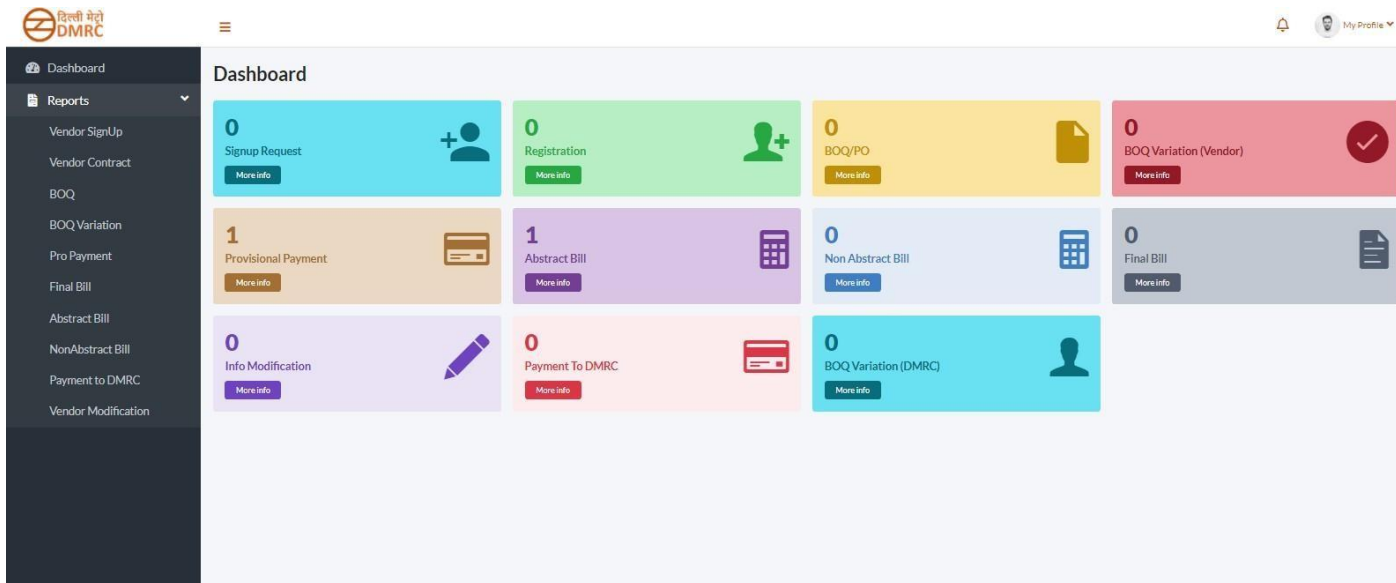 दिल्ली मेट्रो
DMRC
My Profile
Dashboard
Reports
Vendor SignUp
Vendor Contract
BOQ
BOQ Variation
Pro Payment
Final Bill
Abstract Bill
NonAbstract Bill
Payment to DMRC
Vendor Modification
Dashboard
0
Signup Request
More info
0
Registration
More info
0
BOQ/PO
More info
0
BOQ Variation (Vendor)
More info
1
Provisional Payment
More info
1
Abstract Bill
More info
0
Non Abstract Bill
More info
0
Final Bill
More info
0
Info Modification
More info
0
Payment To DMRC
More info
0
BOQ Variation (DMRC)
More info